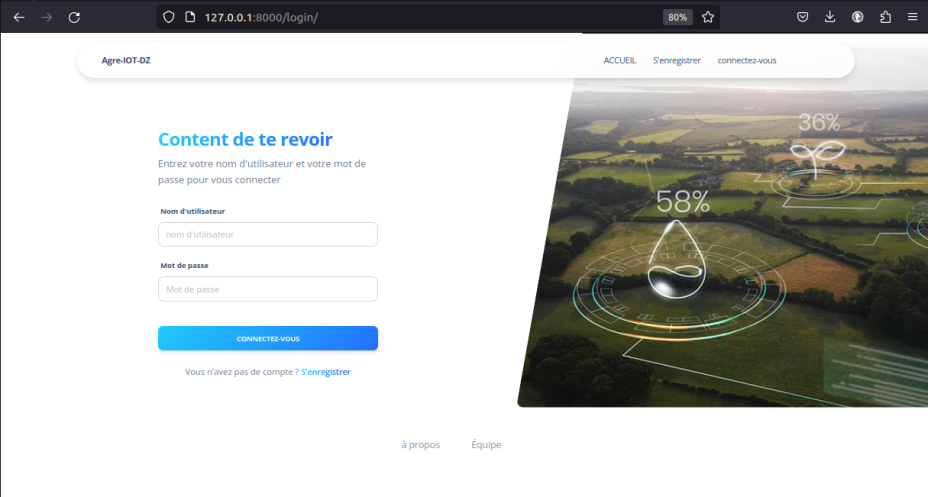 127.0.0.1:8000/login/
80%
Agre-IOT-DZ
ACCUEIL
S'enregistrer
connectez-vous
Content de te revoir
Entrez votre nom d'utilisateur et votre mot de
passe pour vous connecter
Nom d'utilisateur
nom d'utilisateur
Mot de passe
Mot de passe
CONNECTEZ-VOUS
Vous n'avez pas de compte ? S'enregistrer
36%
58%
à propos
Équipe